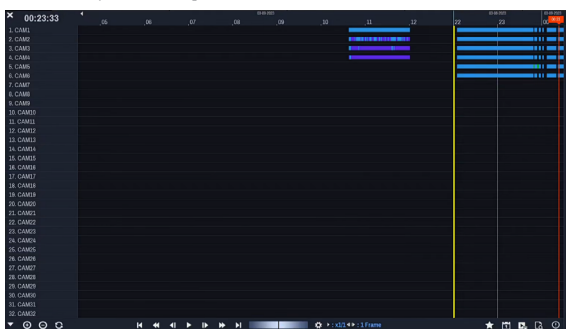 00:23:33
05 06 07 08 09 10 11 12 22 23
1. CAM1
2. CAM2
3. CAM3
4. CAM4
5. CAM5
6. CAM6
7. CAM7
8. CAM8
9. CAM9
10. CAM10
11. CAM11
12. CAM12
13. CAM13
14. CAM14
15. CAM15
16. CAM16
17. CAM17
18. CAM18
19. CAM19
20. CAM20
21. CAM21
22. CAM22
23. CAM23
24. CAM24
25. CAM25
26. CAM26
27. CAM27
28. CAM28
29. CAM29
30. CAM30
31. CAM31
32. CAM32
: x1/1 : 1 Frame